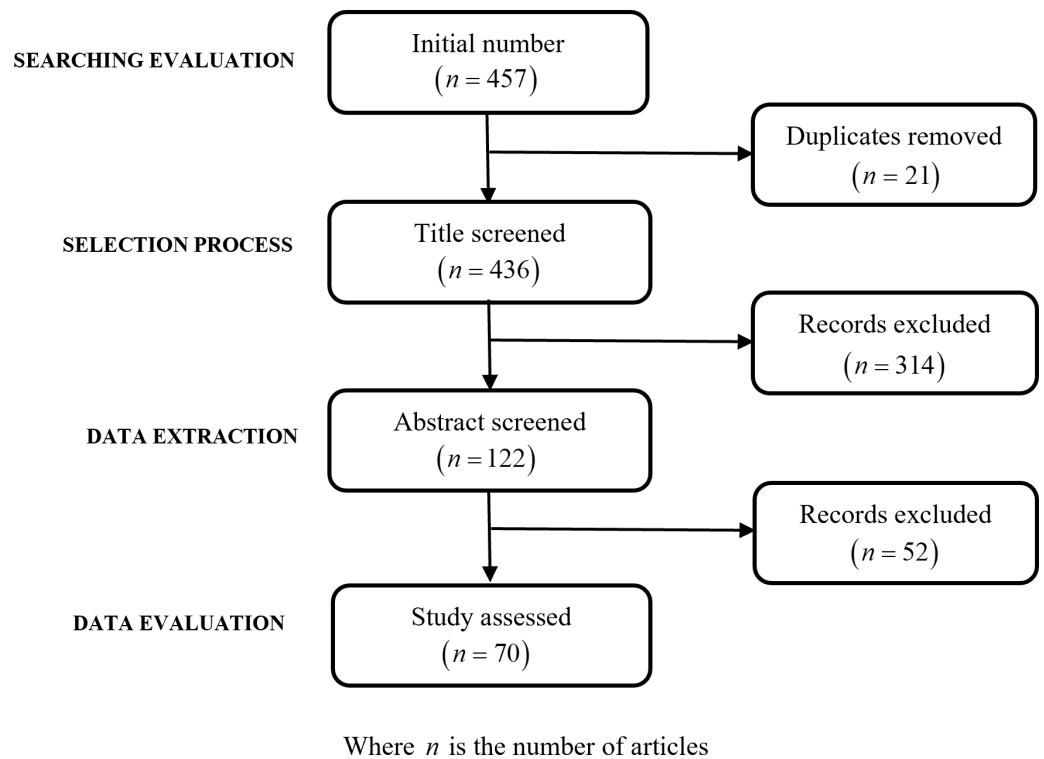 SEARCHING EVALUATION
Initial number
(n = 457)
Duplicates removed
(n = 21)
SELECTION PROCESS
Title screened
(n = 436)
Records excluded
(n = 314)
DATA EXTRACTION
Abstract screened
(n = 122)
Records excluded
(n = 52)
DATA EVALUATION
Study assessed
(n = 70)
Where n is the number of articles